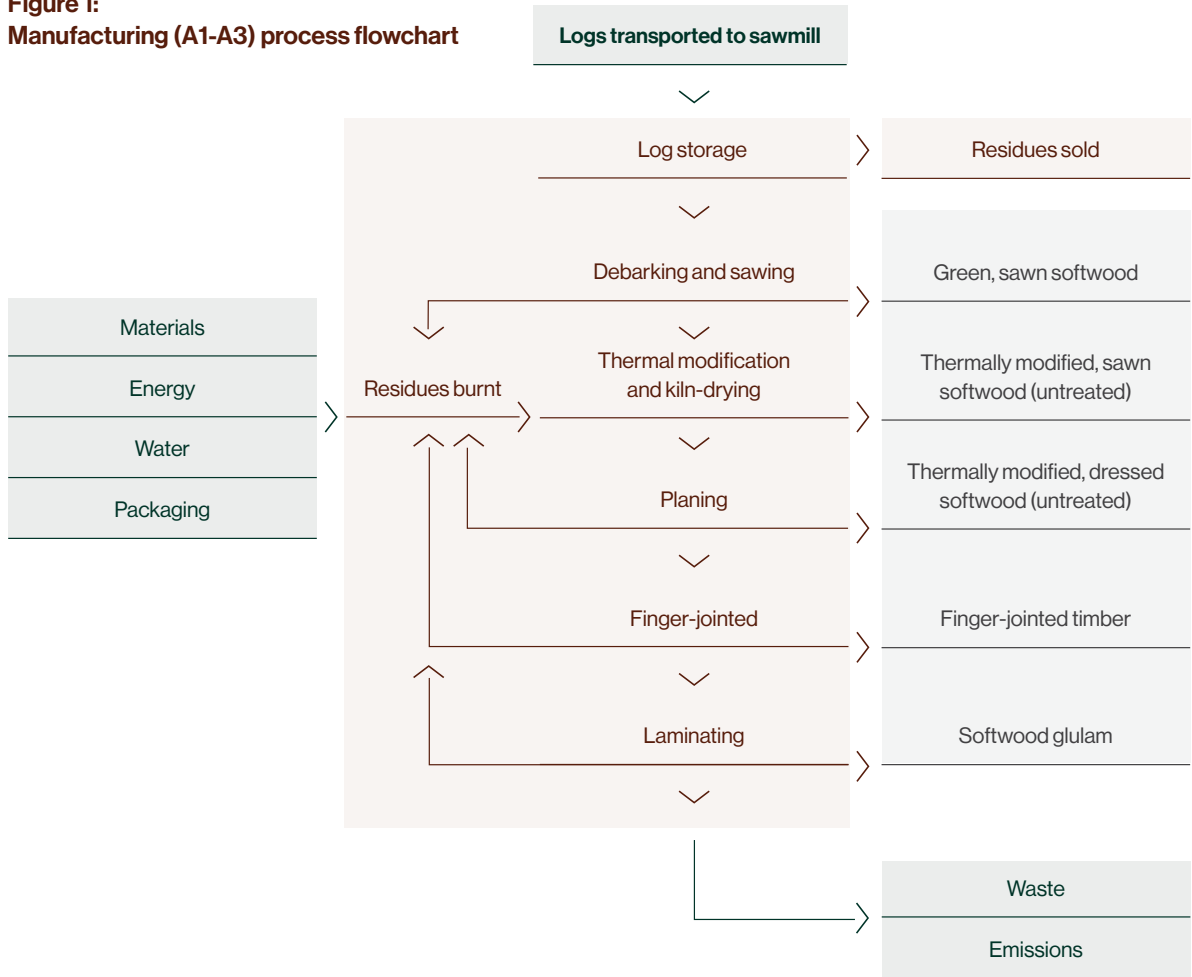 Figure 1:
Manufacturing (A1-A3) process flowchart
Logs transported to sawmill
Log storage
Residues sold
Debarking and sawing
Green, sawn softwood
Materials
Energy
Water
Packaging
Residues burnt
Thermal modification
and kiln-drying
Thermally modified, sawn
softwood (untreated)
Planing
Thermally modified, dressed
softwood (untreated)
Finger-jointed
Finger-jointed timber
Laminating
Softwood glulam
Waste
Emissions